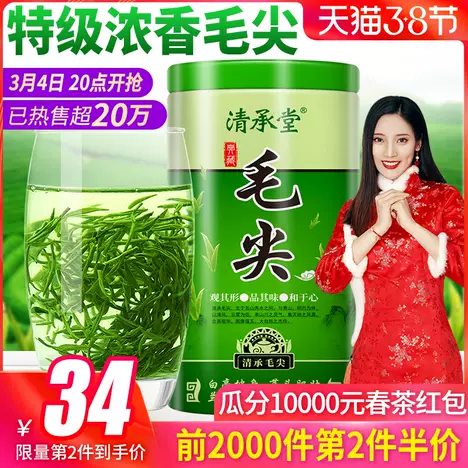 特级浓香毛尖
天猫3.8节
3月4日 20点开抢
已热售超20万
清承堂®
毛
尖
观其形●品其味●和于心
清承毛尖
瓜分10000元春茶红包
¥34
限量第2件到手价
前2000件第2件半价